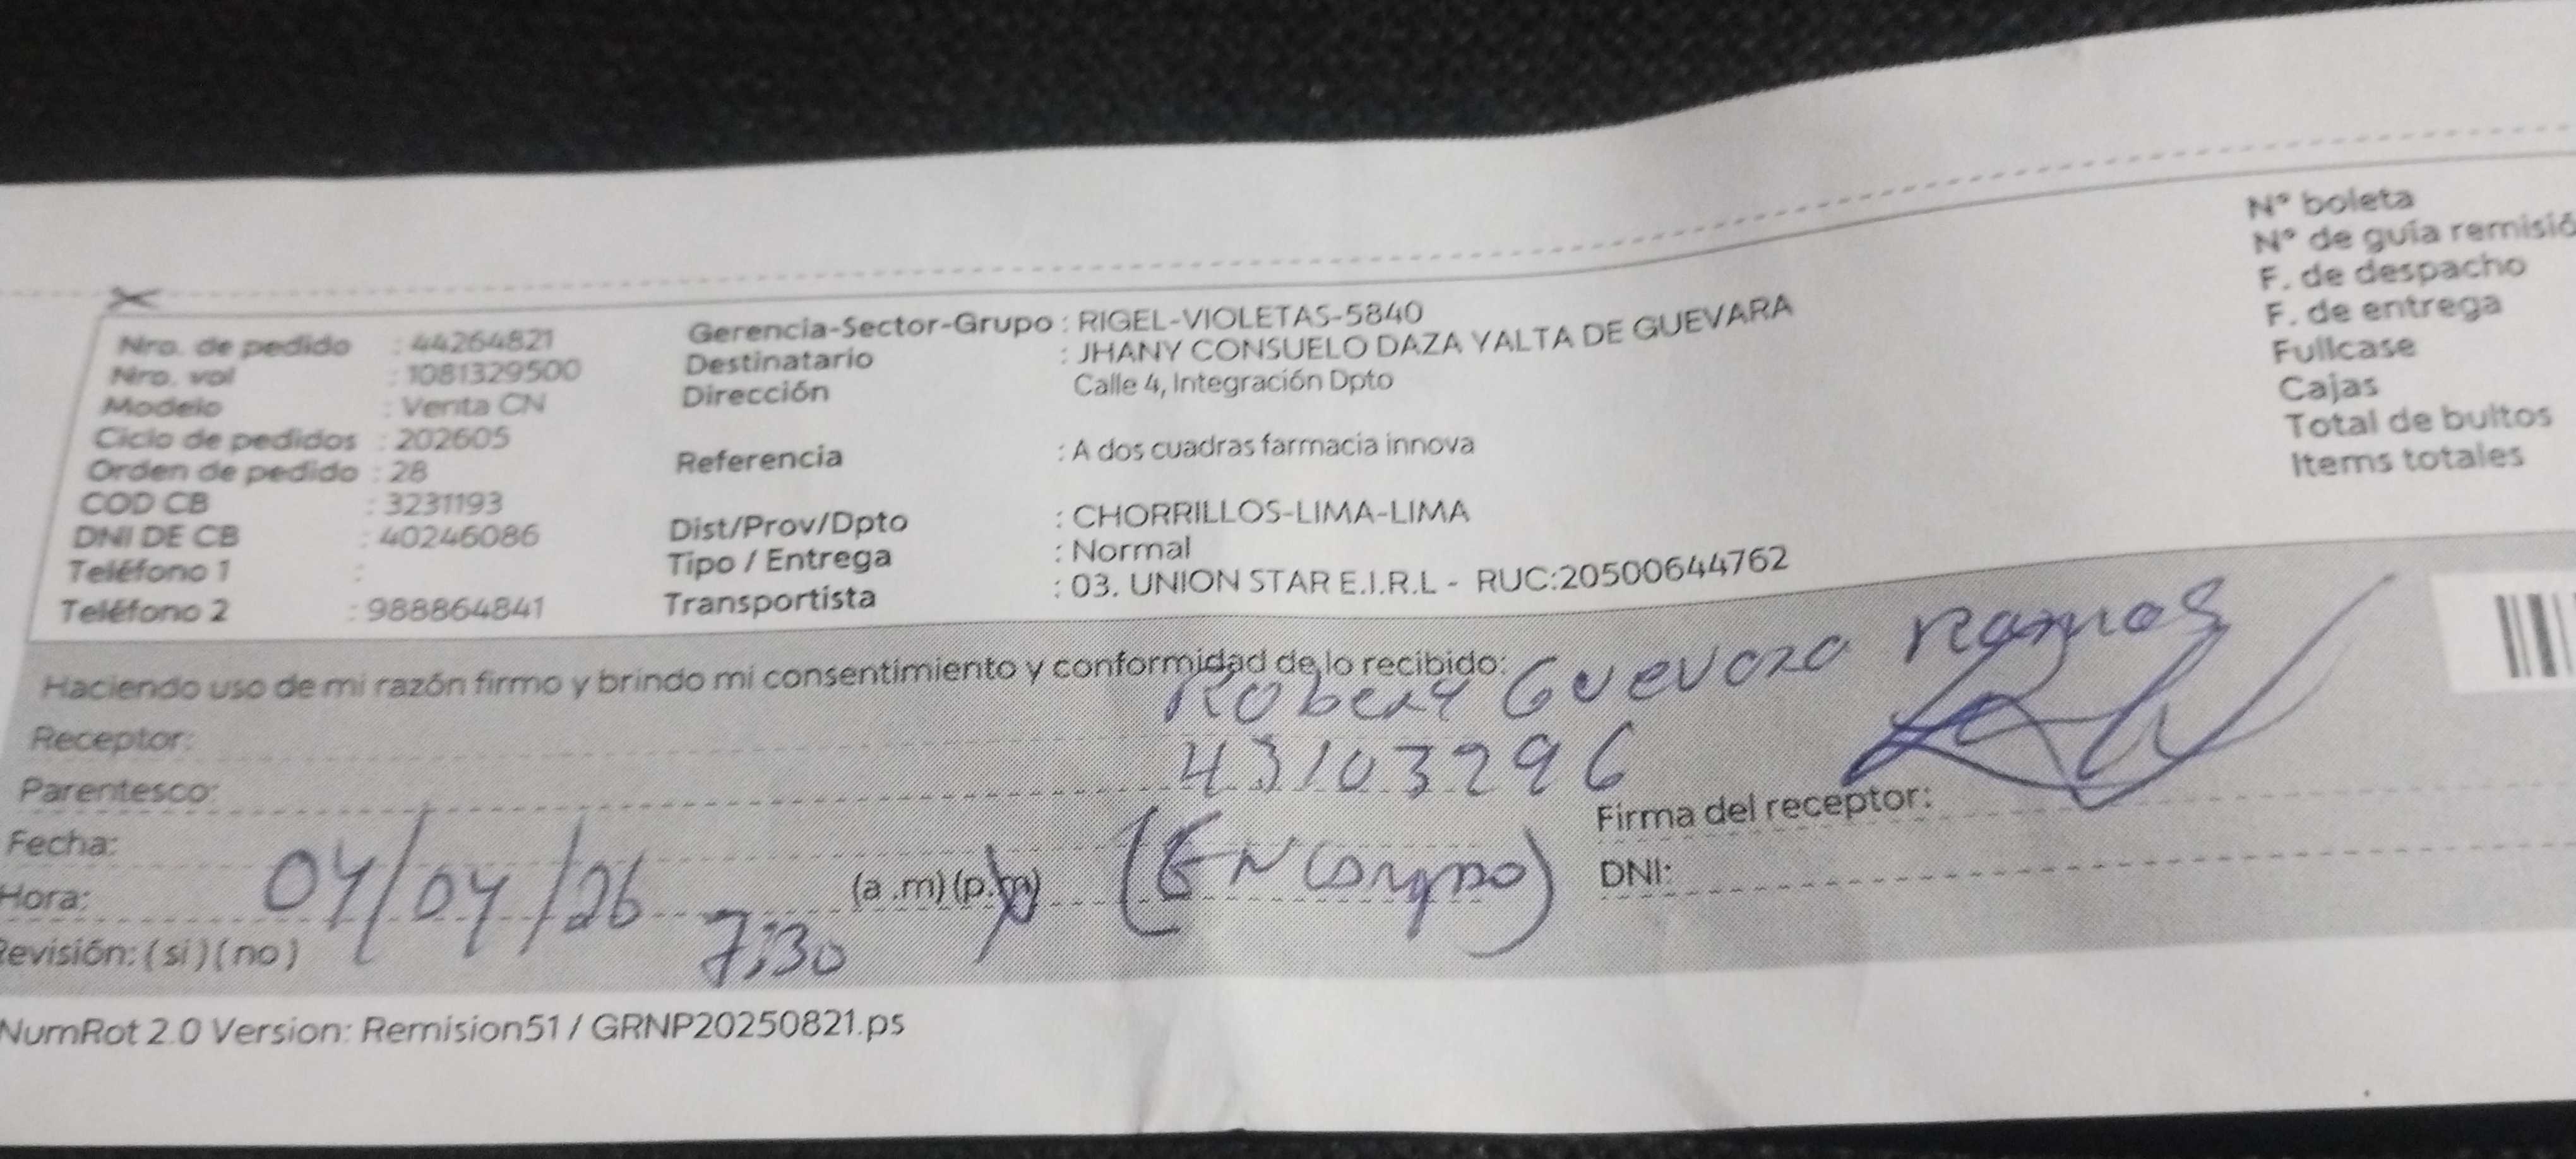 Nro. de pedido : 44264821
Nro. vol : 1081329500
Modelo : Venta CN
Ciclo de pedidos : 202605
Orden de pedido : 28
COD CB : 3231193
DNI DE CB : 40246086
Teléfono 1 :
Teléfono 2 : 988864841
Gerencia-Sector-Grupo : RIGEL-VIOLETAS-5840
Destinatario : JHANY CONSUELO DAZA YALTA DE GUEVARA
Dirección Calle 4, Integración Dpto
Referencia : A dos cuadras farmacia innova
Dist/Prov/Dpto : CHORRILLOS-LIMA-LIMA
Tipo / Entrega : Normal
Transportista : 03. UNION STAR E.I.R.L - RUC:20500644762
N° boleta
N° de guía remisió
F. de despacho
F. de entrega
Fullcase
Cajas
Total de bultos
Items totales
Haciendo uso de mi razón firmo y brindo mi consentimiento y conformidad de lo recibido:
Robert Guevara Ramos
Receptor:
43103296
Parentesco:
Firma del receptor:
Fecha:
04/04/26
Hora: (a.m) (p.m)
7:30
DNI:
Revisión: (si) (no)
NumRot 2.0 Version: Remision51 / GRNP20250821.ps